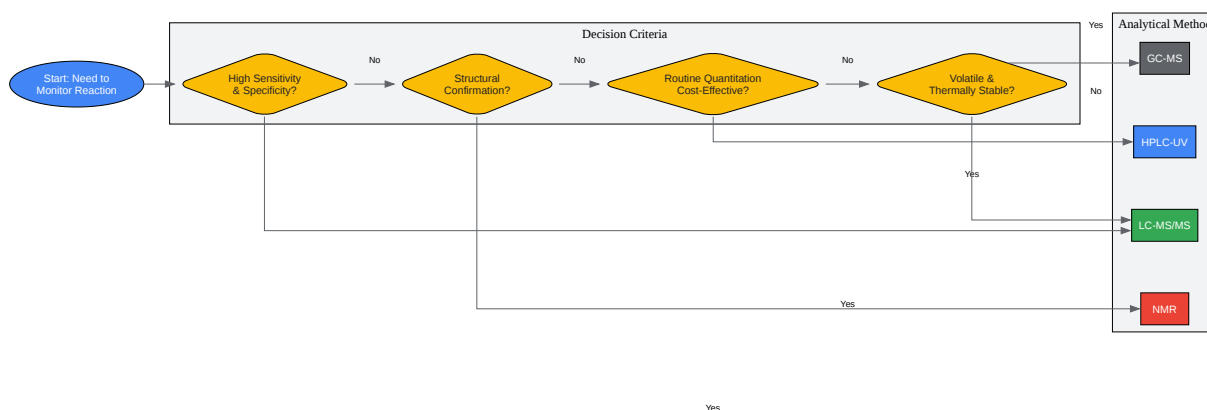 Decision Criteria
Yes
Analytical Metho
Start: Need to
Monitor Reaction
High Sensitivity
& Specificity?
No
Structural
Confirmation?
No
Routine Quantitation
Cost-Effective?
No
Volatile &
Thermally Stable?
GC-MS
No
HPLC-UV
Yes
LC-MS/MS
Yes
NMR
Yes